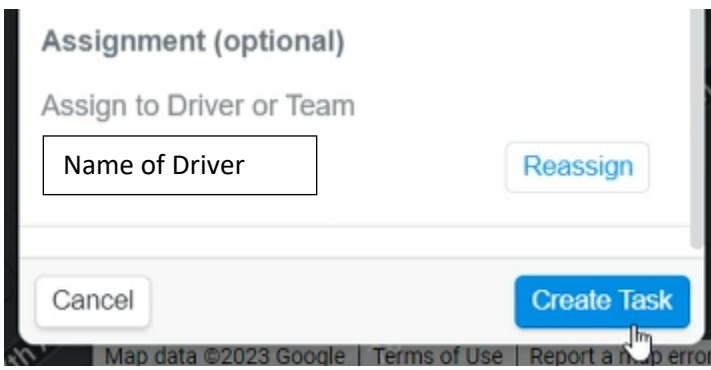 Assignment (optional)
Assign to Driver or Team
Name of Driver
Reassign
Cancel
Create Task
Map data ©2023 Google
Terms of Use
Report a map error